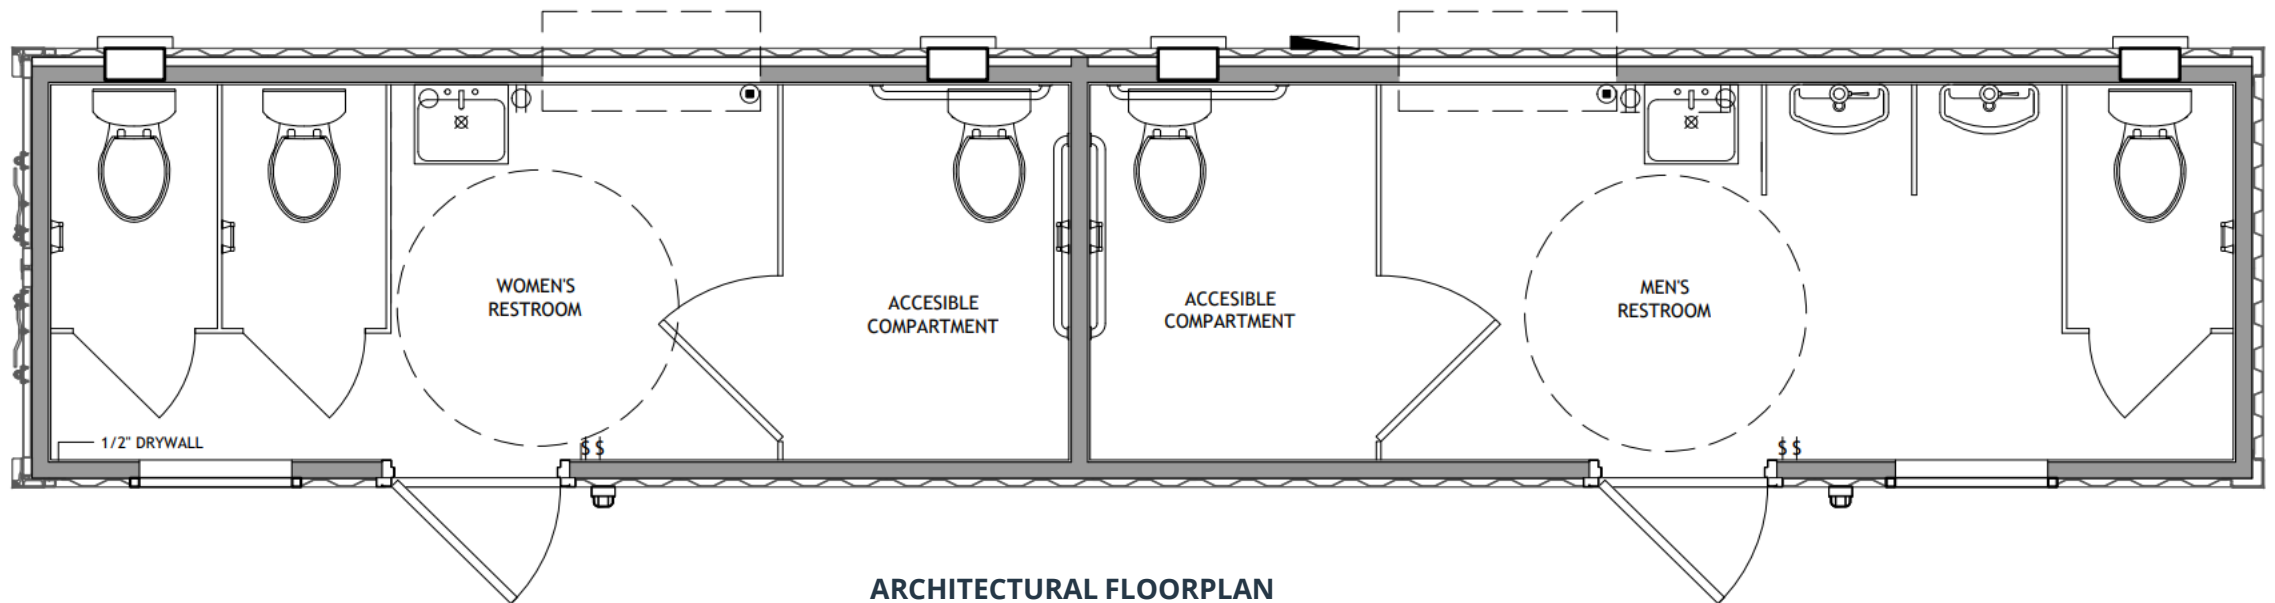 WOMEN'S
RESTROOM
ACCESIBLE
COMPARTMENT
ACCESIBLE
COMPARTMENT
MEN'S
RESTROOM
1/2" DRYWALL
$ $
$ $
ARCHITECTURAL FLOORPLAN